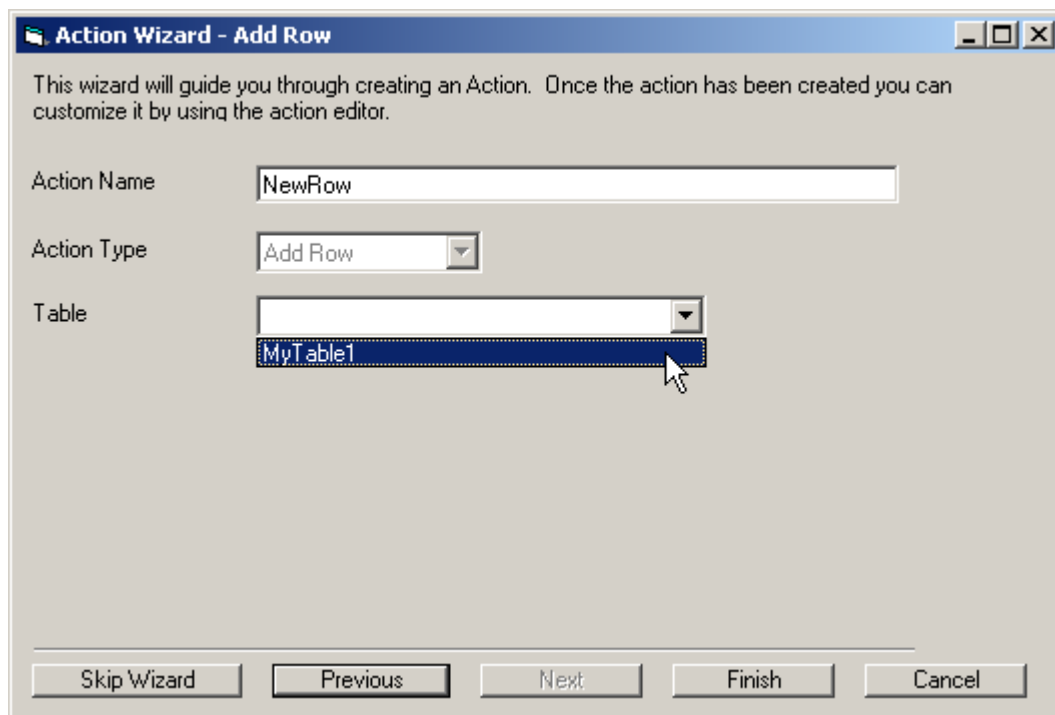 Action Wizard - Add Row
This wizard will guide you through creating an Action.  Once the action has been created you can
customize it by using the action editor.
Action Name
NewRow
Action Type
Add Row
Table
MyTable1
Skip Wizard
Previous
Next
Finish
Cancel